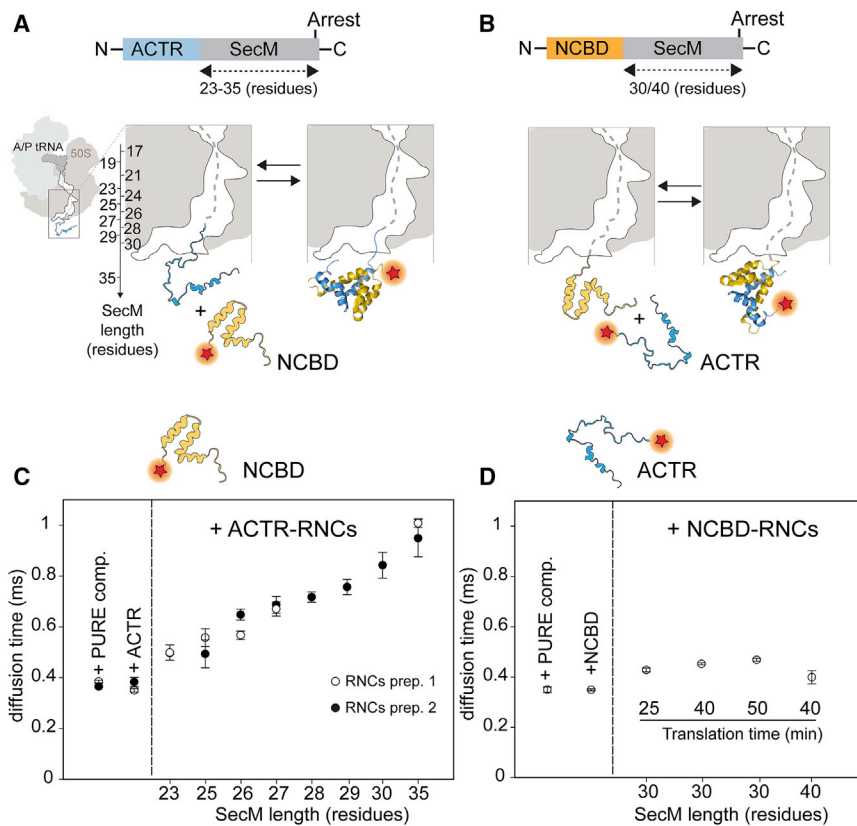 A
N
ACTR
SecM
Arrest
C
23-35 (residues)
A/P tRNA
50S
17
19
21
23
24
25
26
27
28
29
30
35
SecM
length
(residues)
+
NCBD
B
N
NCBD
SecM
Arrest
C
30/40 (residues)
+
ACTR
NCBD
C
+ ACTR-RNCs
+ PURE comp.
+ ACTR
RNCs prep. 1
RNCs prep. 2
diffusion time (ms)
1
0.8
0.6
0.4
0.2
0
23 25 26 27 28 29 30 35
SecM length (residues)
ACTR
D
+ NCBD-RNCs
+ PURE comp.
+NCBD
25 40 50 40
Translation time (min)
diffusion time (ms)
1
0.8
0.6
0.4
0.2
0
30 30 30 40
SecM length (residues)